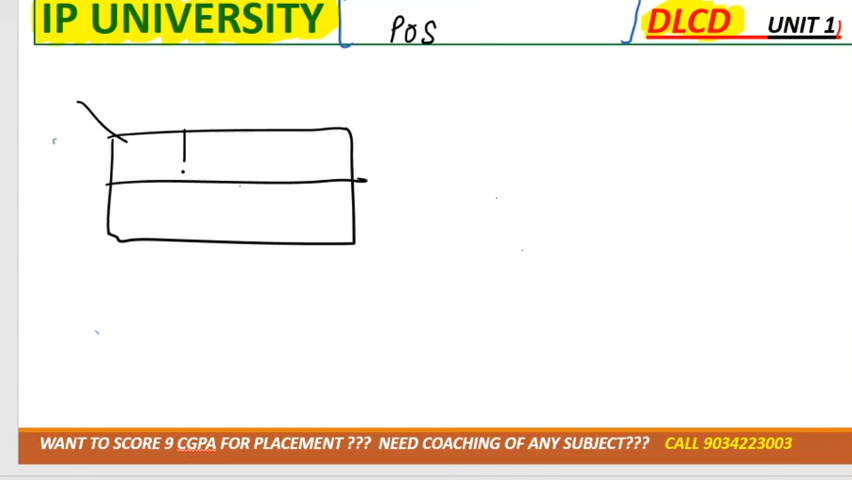 IP UNIVERSITY
POS
DLCD UNIT 1)
WANT TO SCORE 9 CGPA FOR PLACEMENT ??? NEED COACHING OF ANY SUBJECT??? CALL 9034223003